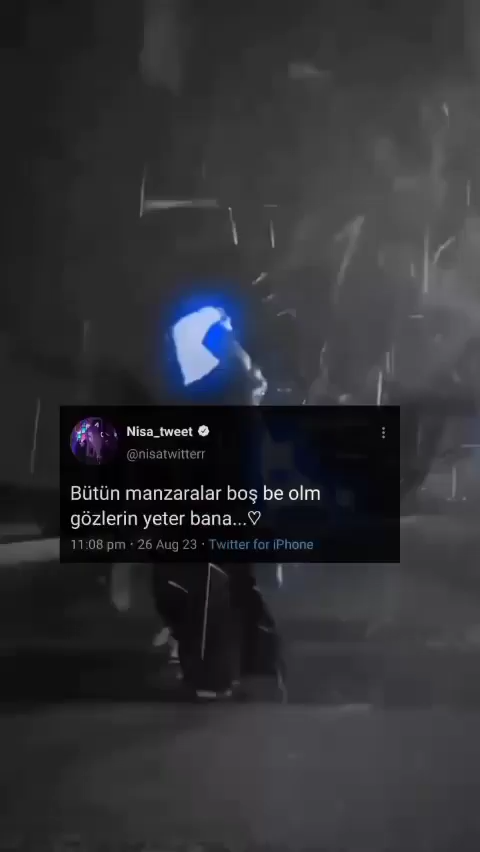 Nisa_tweet
@nisatwitterr
Bütün manzaralar boş be olm
gözlerin yeter bana...♡
11:08 pm · 26 Aug 23 · Twitter for iPhone